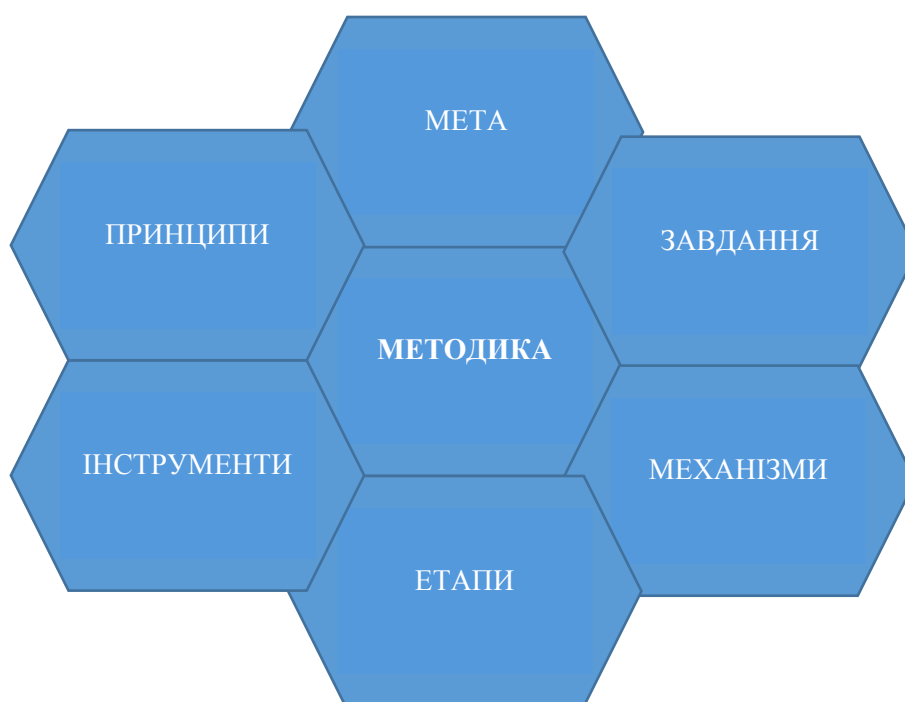 МЕТА
ПРИНЦИПИ
ЗАВДАННЯ
МЕТОДИКА
ІНСТРУМЕНТИ
МЕХАНІЗМИ
ЕТАПИ